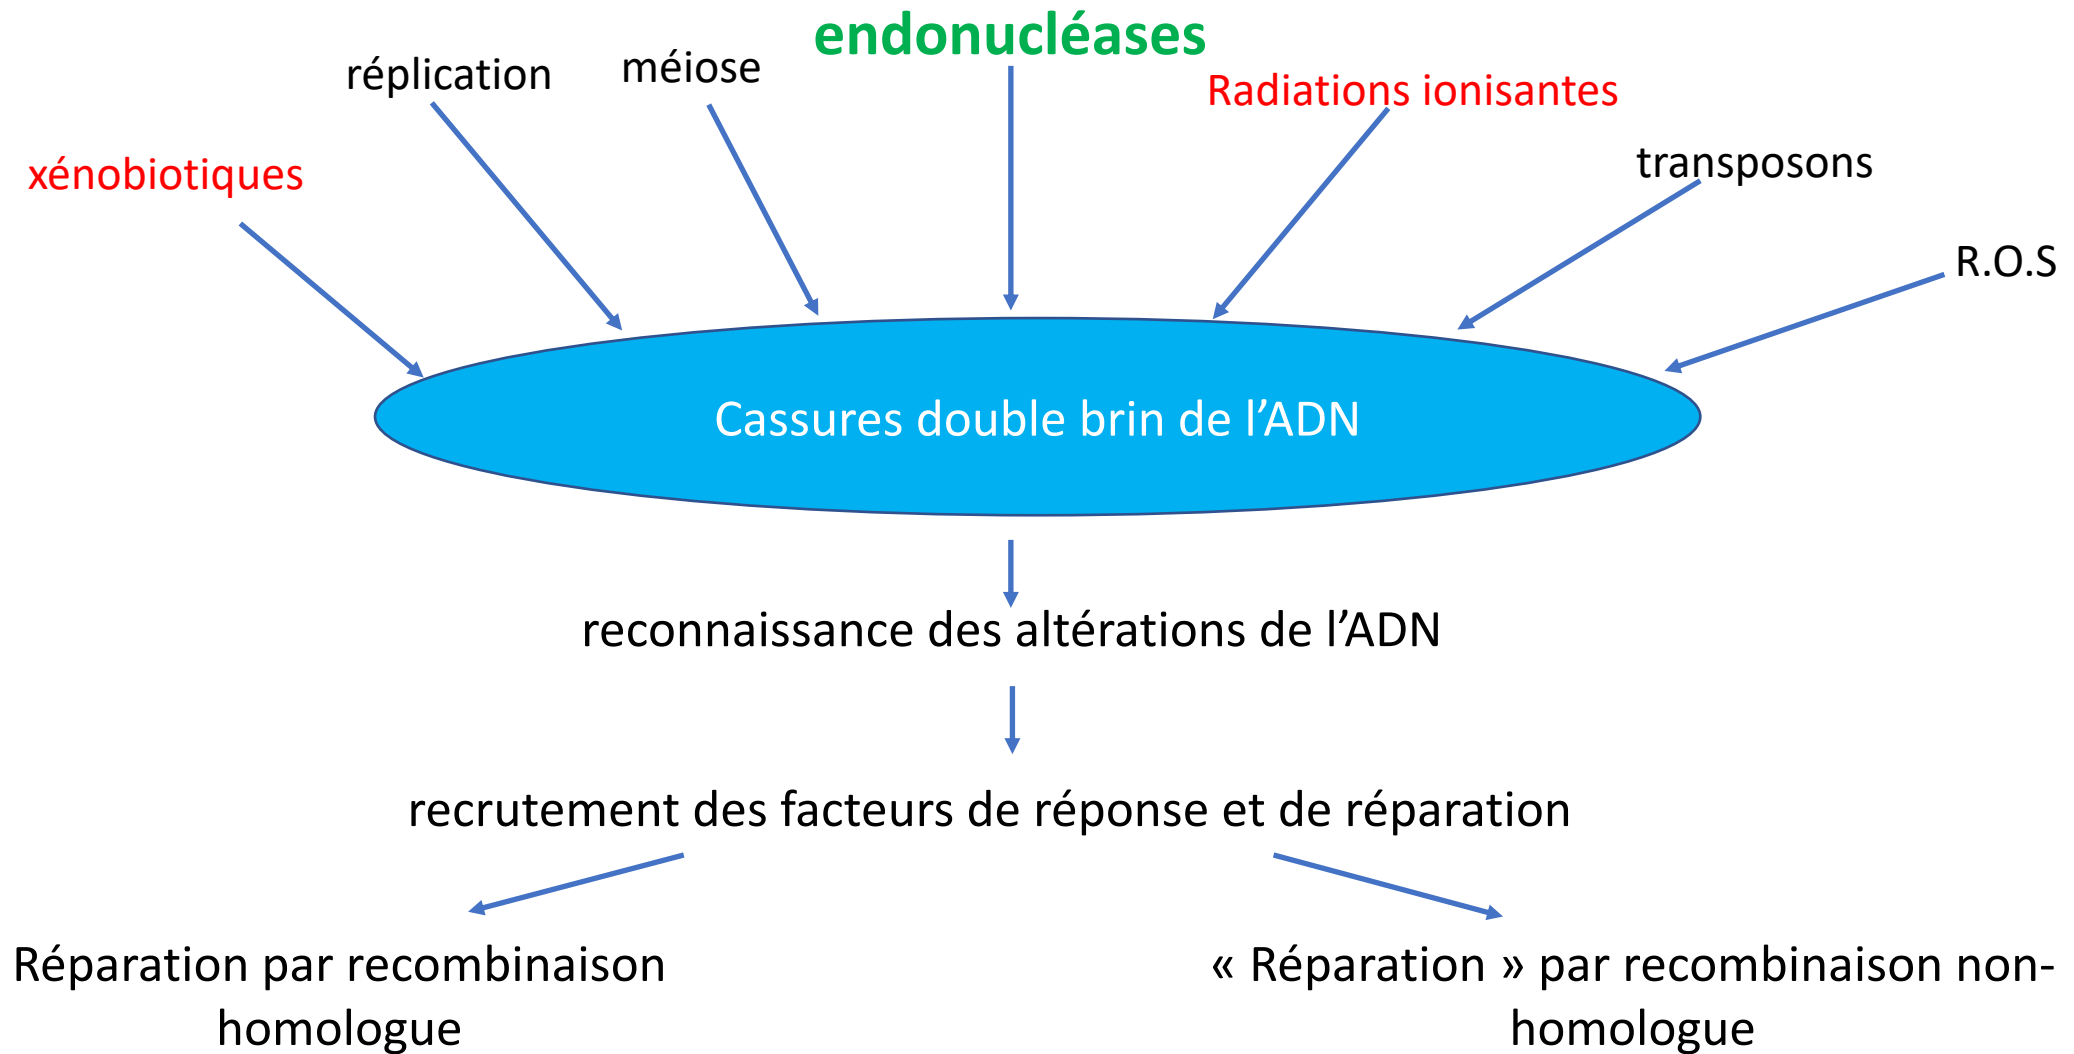 endonucléases
réplication
méiose
Radiations ionisantes
xénobiotiques
transposons
R.O.S
Cassures double brin de l’ADN
reconnaissance des altérations de l’ADN
recrutement des facteurs de réponse et de réparation
Réparation par recombinaison
homologue
« Réparation » par recombinaison non-
homologue